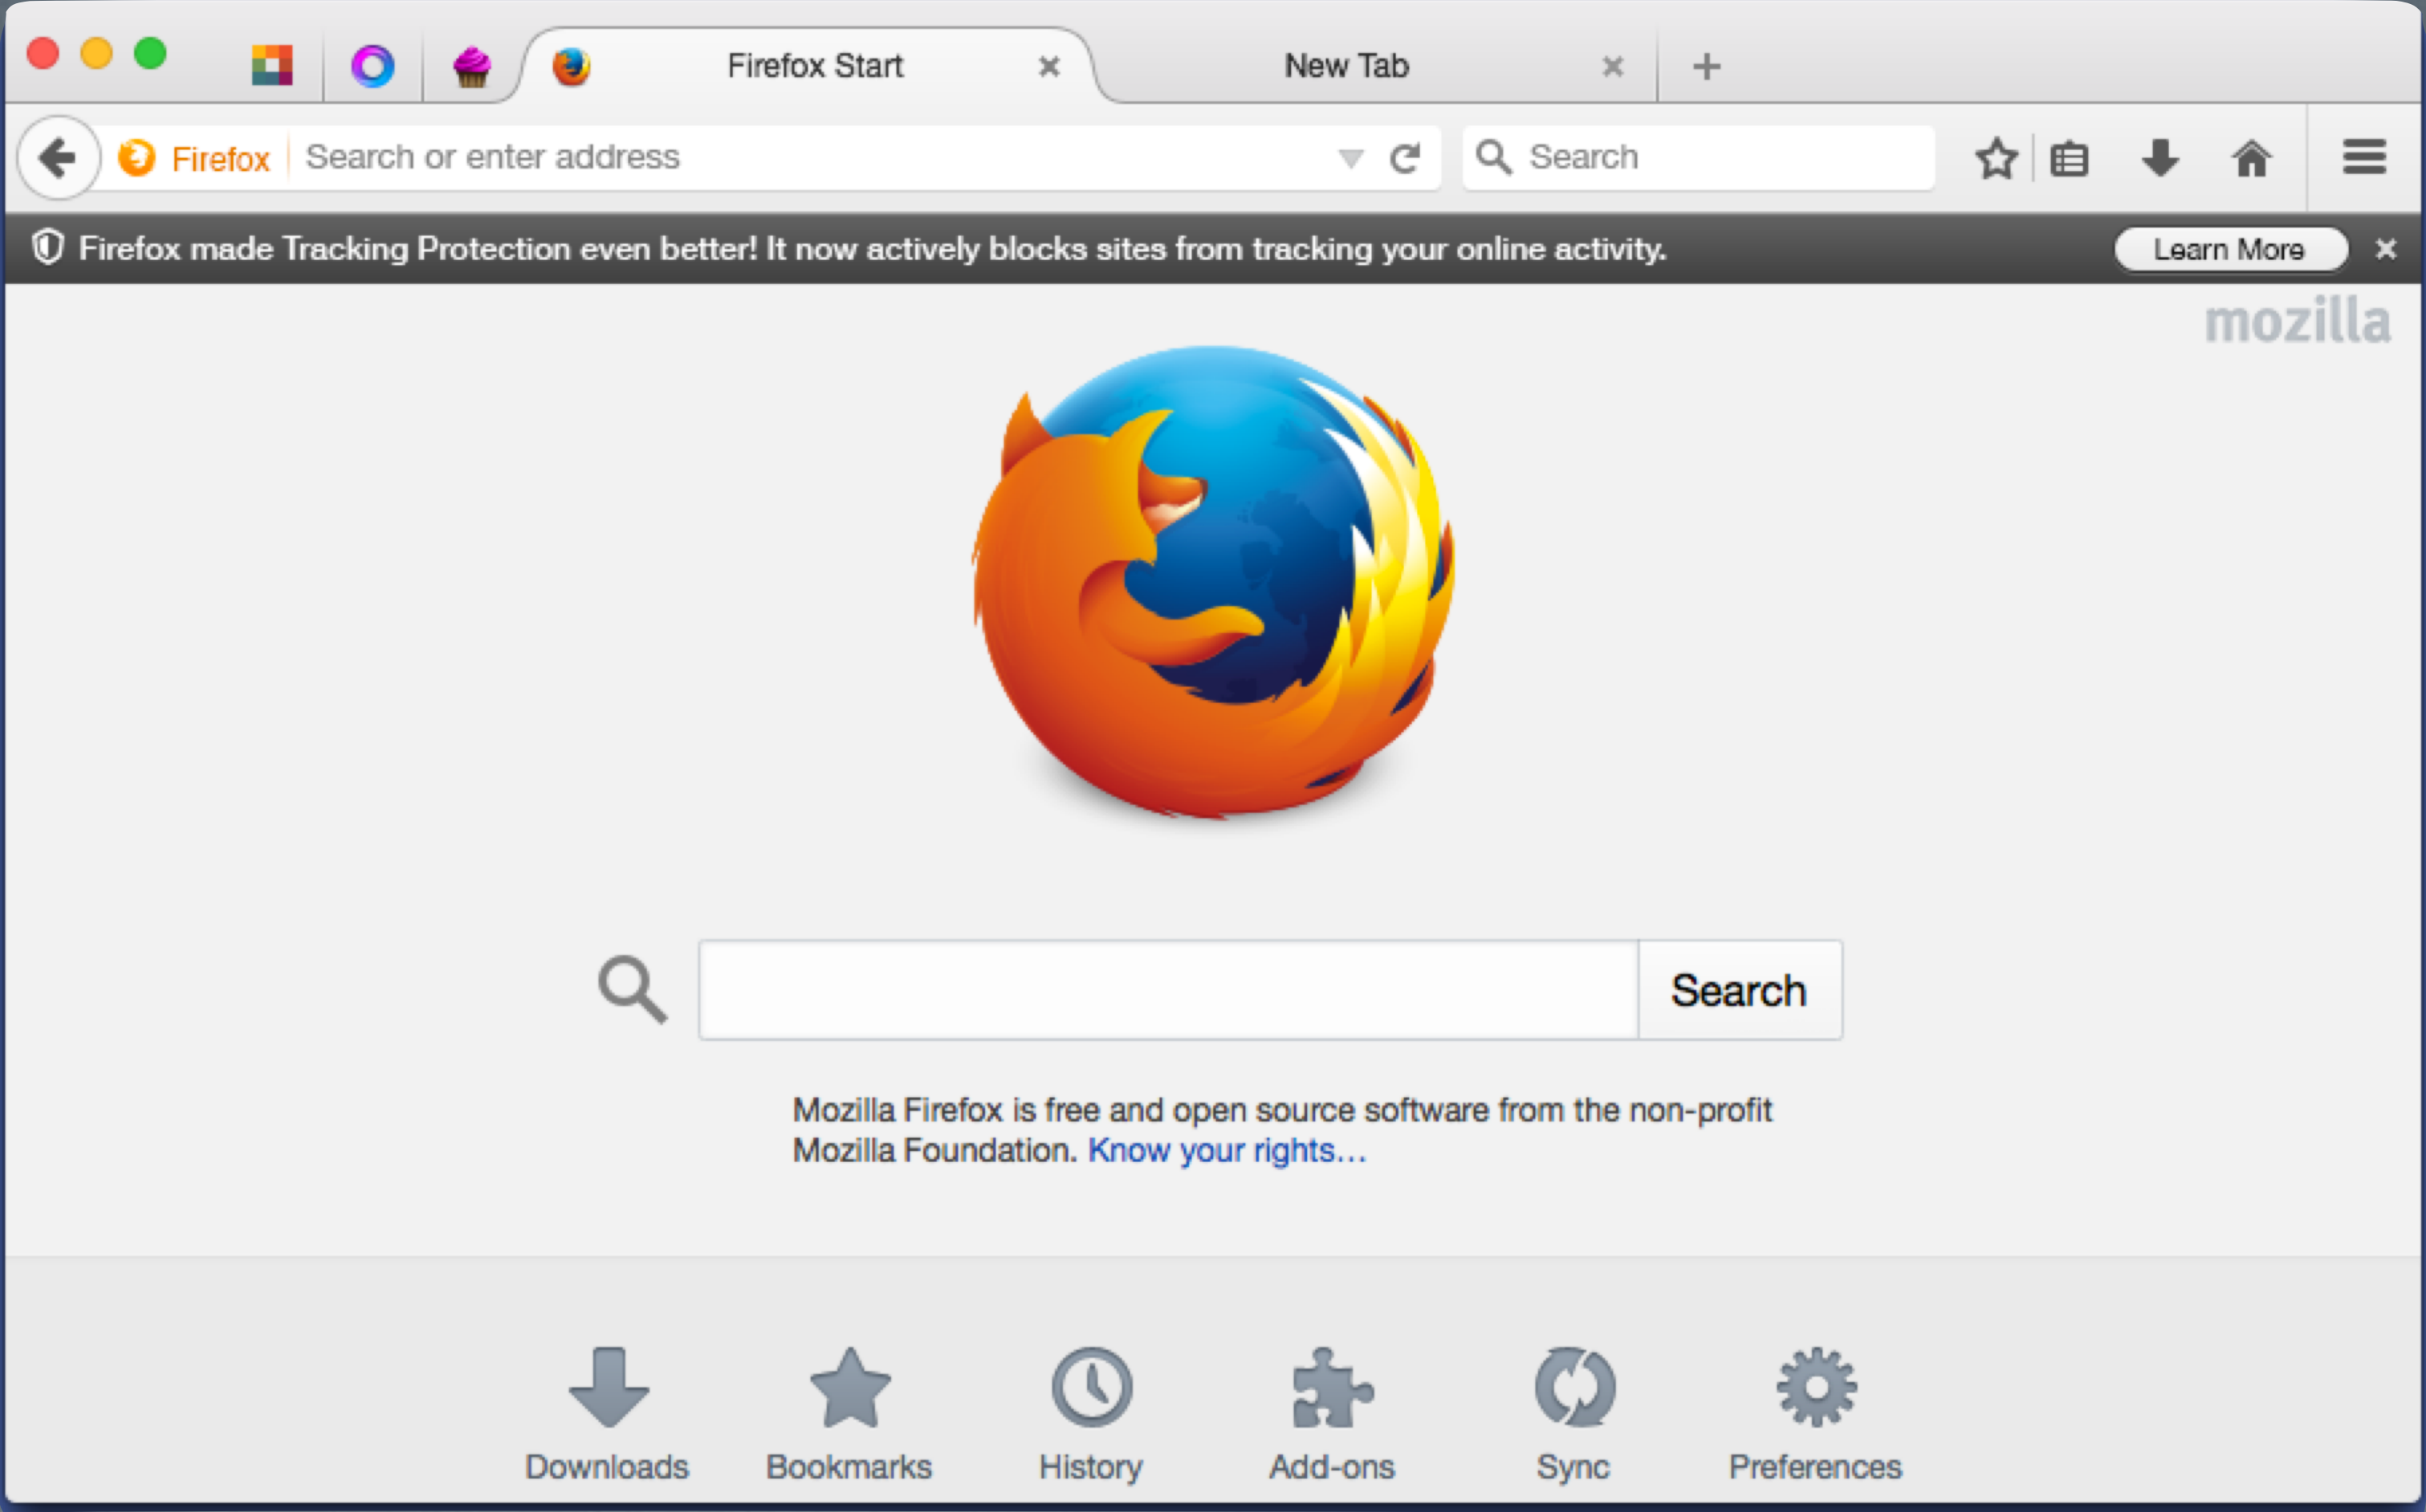 Firefox Start
New Tab
Firefox
Search or enter address
Search
Firefox made Tracking Protection even better! It now actively blocks sites from tracking your online activity.
Learn More
mozilla
Search
Mozilla Firefox is free and open source software from the non-profit
Mozilla Foundation. Know your rights…
Downloads
Bookmarks
History
Add-ons
Sync
Preferences